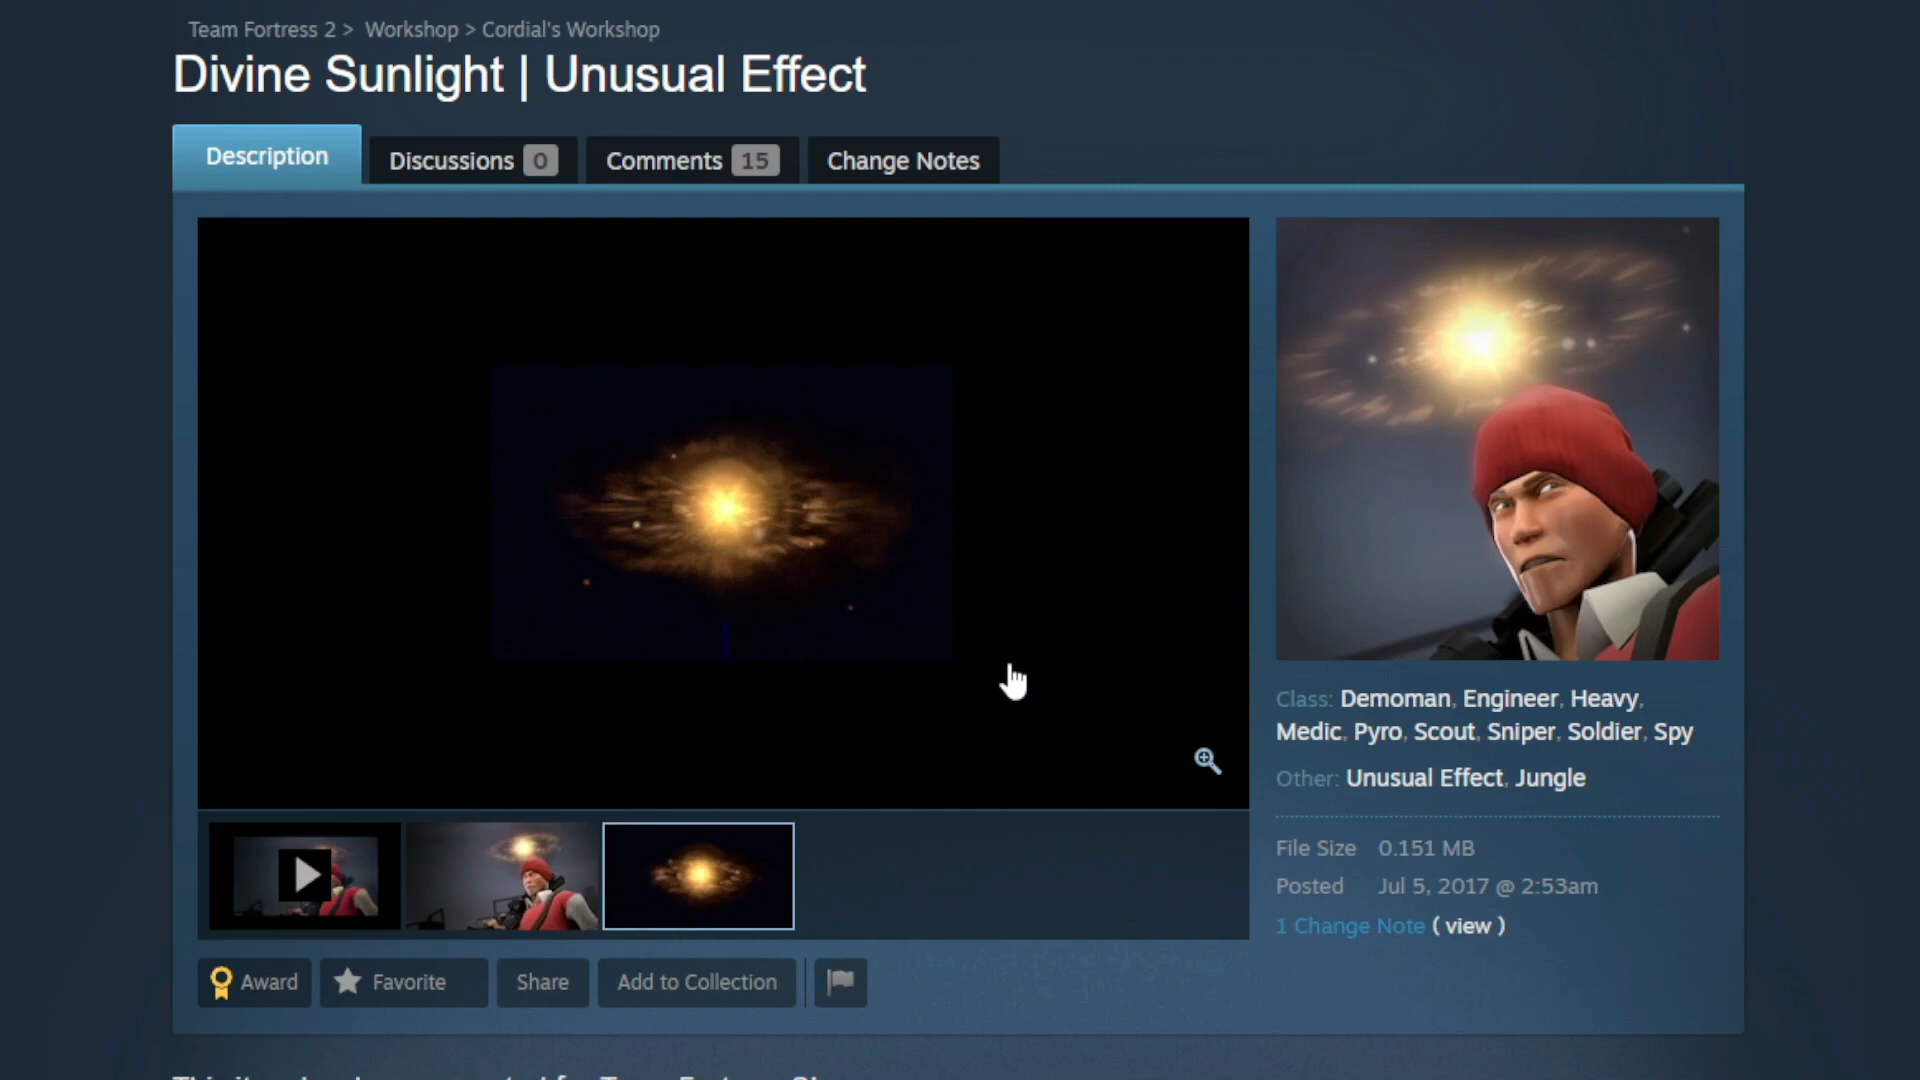 Team Fortress 2 > Workshop > Cordial's Workshop
Divine Sunlight | Unusual Effect
Description
Discussions 0
Comments 15
Change Notes
Class: Demoman, Engineer, Heavy,
Medic, Pyro, Scout, Sniper, Soldier, Spy
Other: Unusual Effect, Jungle
File Size 0.151 MB
Posted Jul 5, 2017 @ 2:53am
1 Change Note ( view )
Award
Favorite
Share
Add to Collection